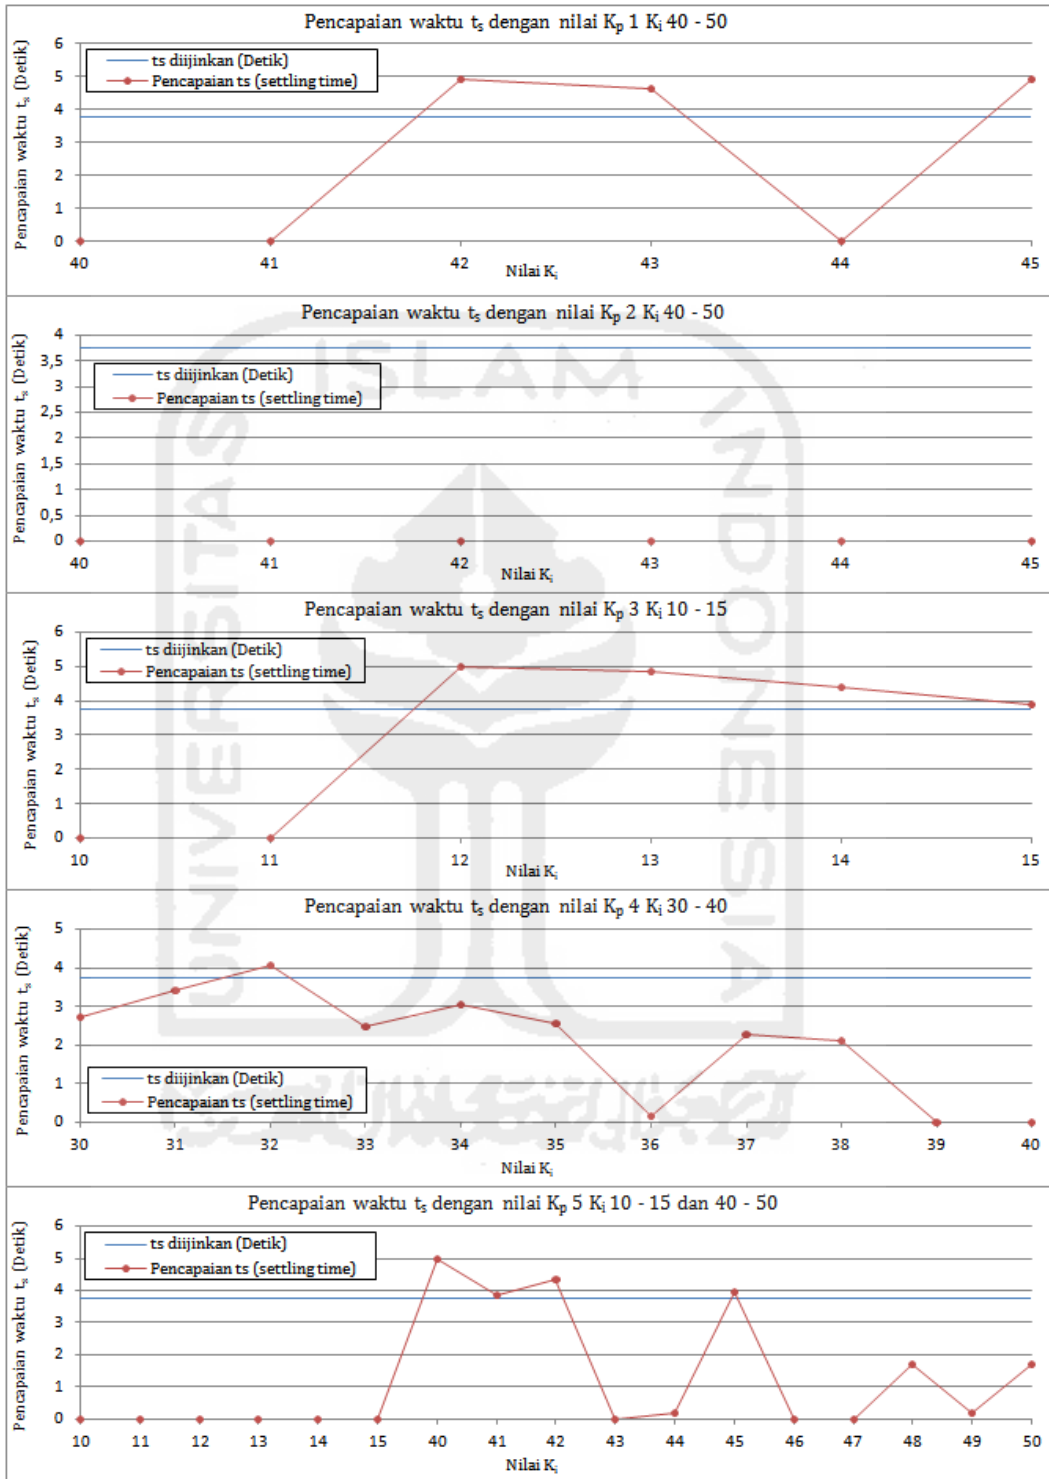 Pencapaian waktu tₛ dengan nilai Kₚ 1 Kᵢ 40 - 50
Pencapaian waktu tₛ (Detik)
6
5
4
3
2
1
0
ts diijinkan (Detik)
Pencapaian ts (settling time)
40 41 42 43 44 45
Nilai Kᵢ
Pencapaian waktu tₛ dengan nilai Kₚ 2 Kᵢ 40 - 50
Pencapaian waktu tₛ (Detik)
4
3,5
3
2,5
2
1,5
1
0,5
0
ts diijinkan (Detik)
Pencapaian ts (settling time)
40 41 42 43 44 45
Nilai Kᵢ
Pencapaian waktu tₛ dengan nilai Kₚ 3 Kᵢ 10 - 15
Pencapaian waktu tₛ (Detik)
6
5
4
3
2
1
0
ts diijinkan (Detik)
Pencapaian ts (settling time)
10 11 12 13 14 15
Nilai Kᵢ
Pencapaian waktu tₛ dengan nilai Kₚ 4 Kᵢ 30 - 40
Pencapaian waktu tₛ (Detik)
5
4
3
2
1
0
ts diijinkan (Detik)
Pencapaian ts (settling time)
30 31 32 33 34 35 36 37 38 39 40
Nilai Kᵢ
Pencapaian waktu tₛ dengan nilai Kₚ 5 Kᵢ 10 - 15 dan 40 - 50
Pencapaian waktu tₛ (Detik)
6
5
4
3
2
1
0
ts diijinkan (Detik)
Pencapaian ts (settling time)
10 11 12 13 14 15 40 41 42 43 44 45 46 47 48 49 50
Nilai Kᵢ
UNIVERSITAS
ISLAM
INDONESIA